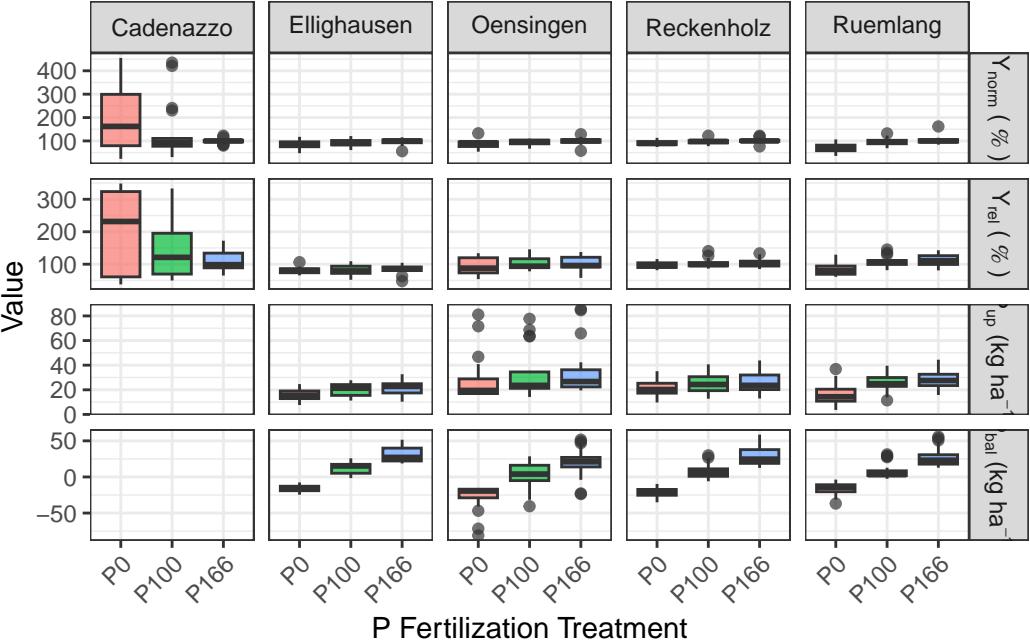 Cadenazzo Ellighausen Oensingen Reckenholz Ruemlang
400
300
200
100
Y norm ( % )
300
200
100
Y rel ( % )
80
60
40
20
0
up (kg ha⁻¹
50
0
−50
bal (kg ha⁻¹
Value
P0 P100 P166 P0 P100 P166 P0 P100 P166 P0 P100 P166 P0 P100 P166
P Fertilization Treatment